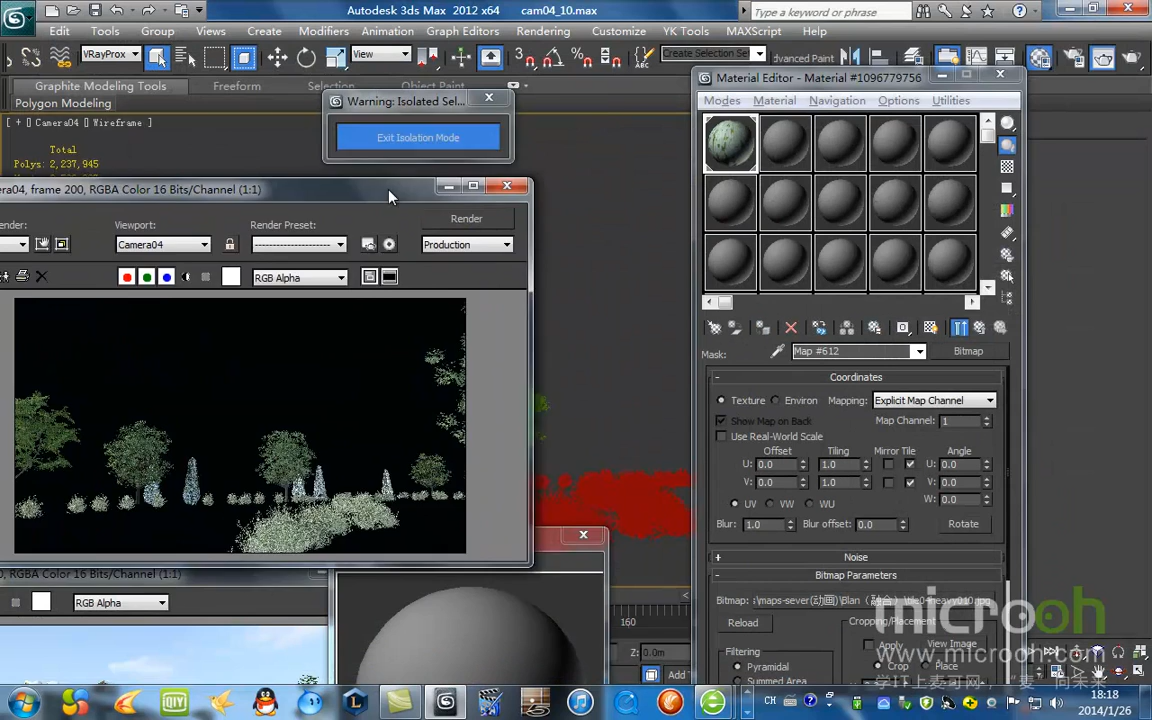 Autodesk 3ds Max 2012 x64    cam04_10.max
Type a keyword or phrase
Edit Tools Group Views Create Modifiers Animation Graph Editors Rendering Customize YK Tools MAXScript Help
VRayProx
View
Create Selection Se
dvanced Paint
Graphite Modeling Tools Freeform Selection Object Paint
Polygon Modeling
[ + ] [ Camera04 ] [ Wireframe ]
Total
Polys: 2,237,945
Warning: Isolated Sel...
Exit Isolation Mode
era04, frame 200, RGBA Color 16 Bits/Channel (1:1)
ender:
Viewport:
Render Preset:
Render
Camera04
Production
RGB Alpha
0, RGBA Color 16 Bits/Channel (1:1)
RGB Alpha
160
Z: 0.0m
Add
Material Editor - Material #1096779756
Modes Material Navigation Options Utilities
Mask: Map #612 Bitmap
Coordinates
Texture Environ Mapping: Explicit Map Channel
Show Map on Back Map Channel: 1
Use Real-World Scale
Offset Tiling Mirror Tile Angle
U: 0.0 1.0 U: 0.0
V: 0.0 1.0 V: 0.0
UV VW WU W: 0.0
Blur: 1.0 Blur offset: 0.0 Rotate
Noise
Bitmap Parameters
Bitmap:
Reload
Cropping/Placement
Apply View Image
Filtering
Crop Place
Pyramidal
Summed Area
microoh
www.microoh.com
CH
18:18
2014/1/26